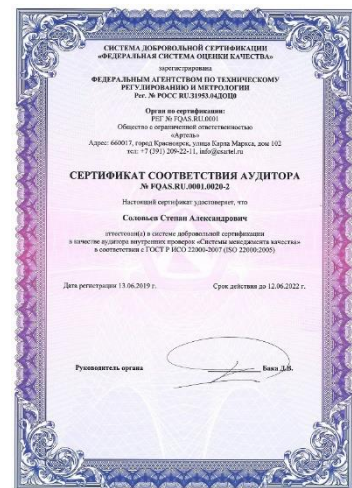 СИСТЕМА ДОБРОВОЛЬНОЙ СЕРТИФИКАЦИИ
«ФЕДЕРАЛЬНАЯ СИСТЕМА ОЦЕНКИ КАЧЕСТВА»
зарегистрирована
ФЕДЕРАЛЬНЫМ АГЕНТСТВОМ ПО ТЕХНИЧЕСКОМУ
РЕГУЛИРОВАНИЮ И МЕТРОЛОГИИ
Рег. № РОСС RU.31953.04ДОЦ0
Орган по сертификации:
РЕГ № FQAS.RU.0001
Общество с ограниченной ответственностью
«Артель»
Адрес: 660017, город Красноярск, улица Карла Маркса, дом 102
тел: +7 (391) 209-22-11, info@csartel.ru
СЕРТИФИКАТ СООТВЕТСТВИЯ АУДИТОРА
№ FQAS.RU.0001.0020-2
Настоящий сертификат удостоверяет, что
Соловьев Степан Александрович
аттестован(а) в системе добровольной сертификации
в качестве аудитора внутренних проверок «Системы менеджмента качества»
в соответствии с ГОСТ Р ИСО 22000-2007 (ISO 22000:2005)
Дата регистрации 13.06.2019 г. Срок действия до 12.06.2022 г.
Руководитель органа Бака Д.В.